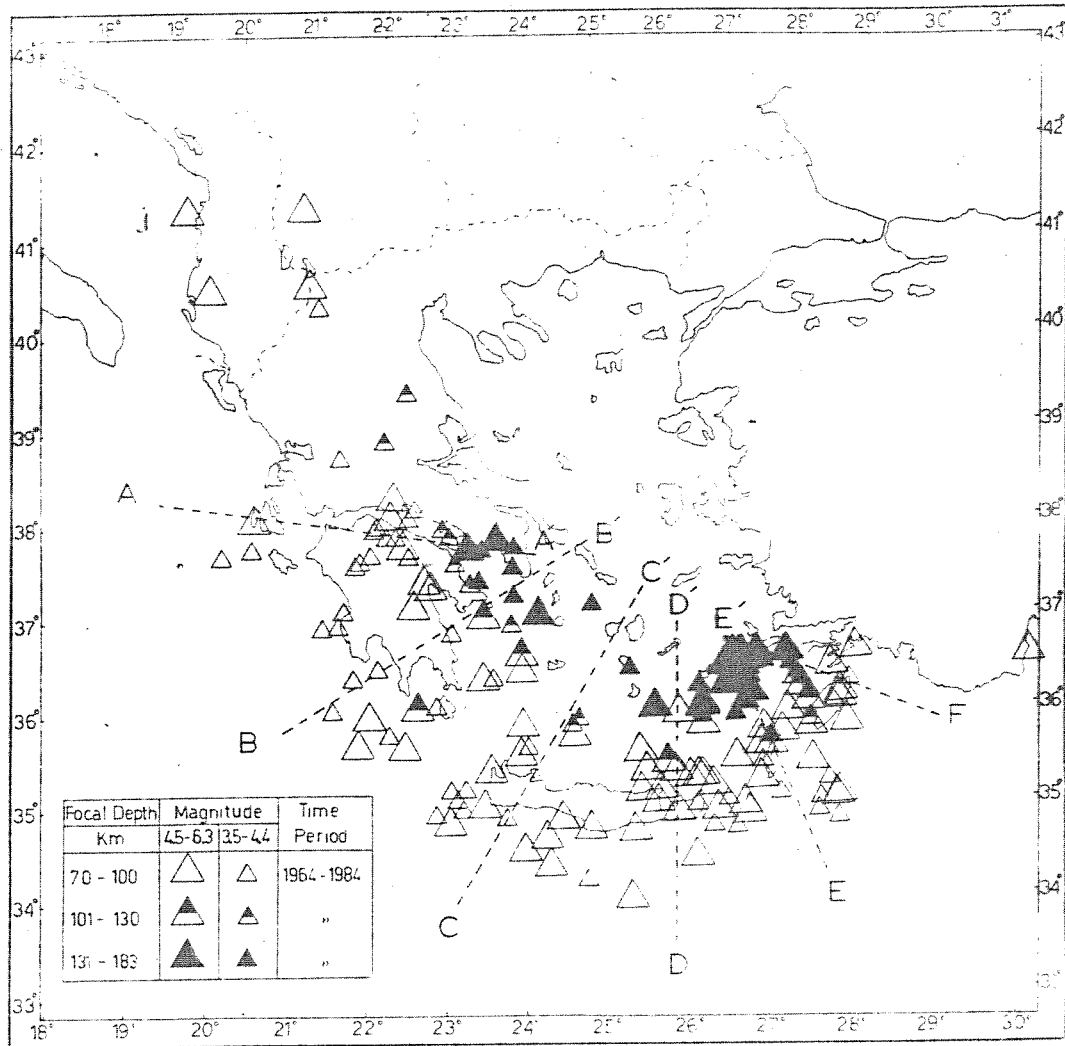 19° 20° 21° 22° 23° 24° 25° 26° 27° 28° 29° 3° 31°
43° 43°
42° 42°
41° 41°
40° 40°
39° 39°
A
38° 38°
B
C
D
37° 37°
E
36° 36°
F
B
35° 35°
34° 34°
E
C
D
33° 33°
18° 19° 20° 21° 22° 23° 24° 25° 26° 27° 28° 29° 30°
Focal Depth Magnitude Time
Km 4.5-6.3 3.5-4.4 Period
70 - 100 1964-1984
101 - 130 "
131 - 183 "